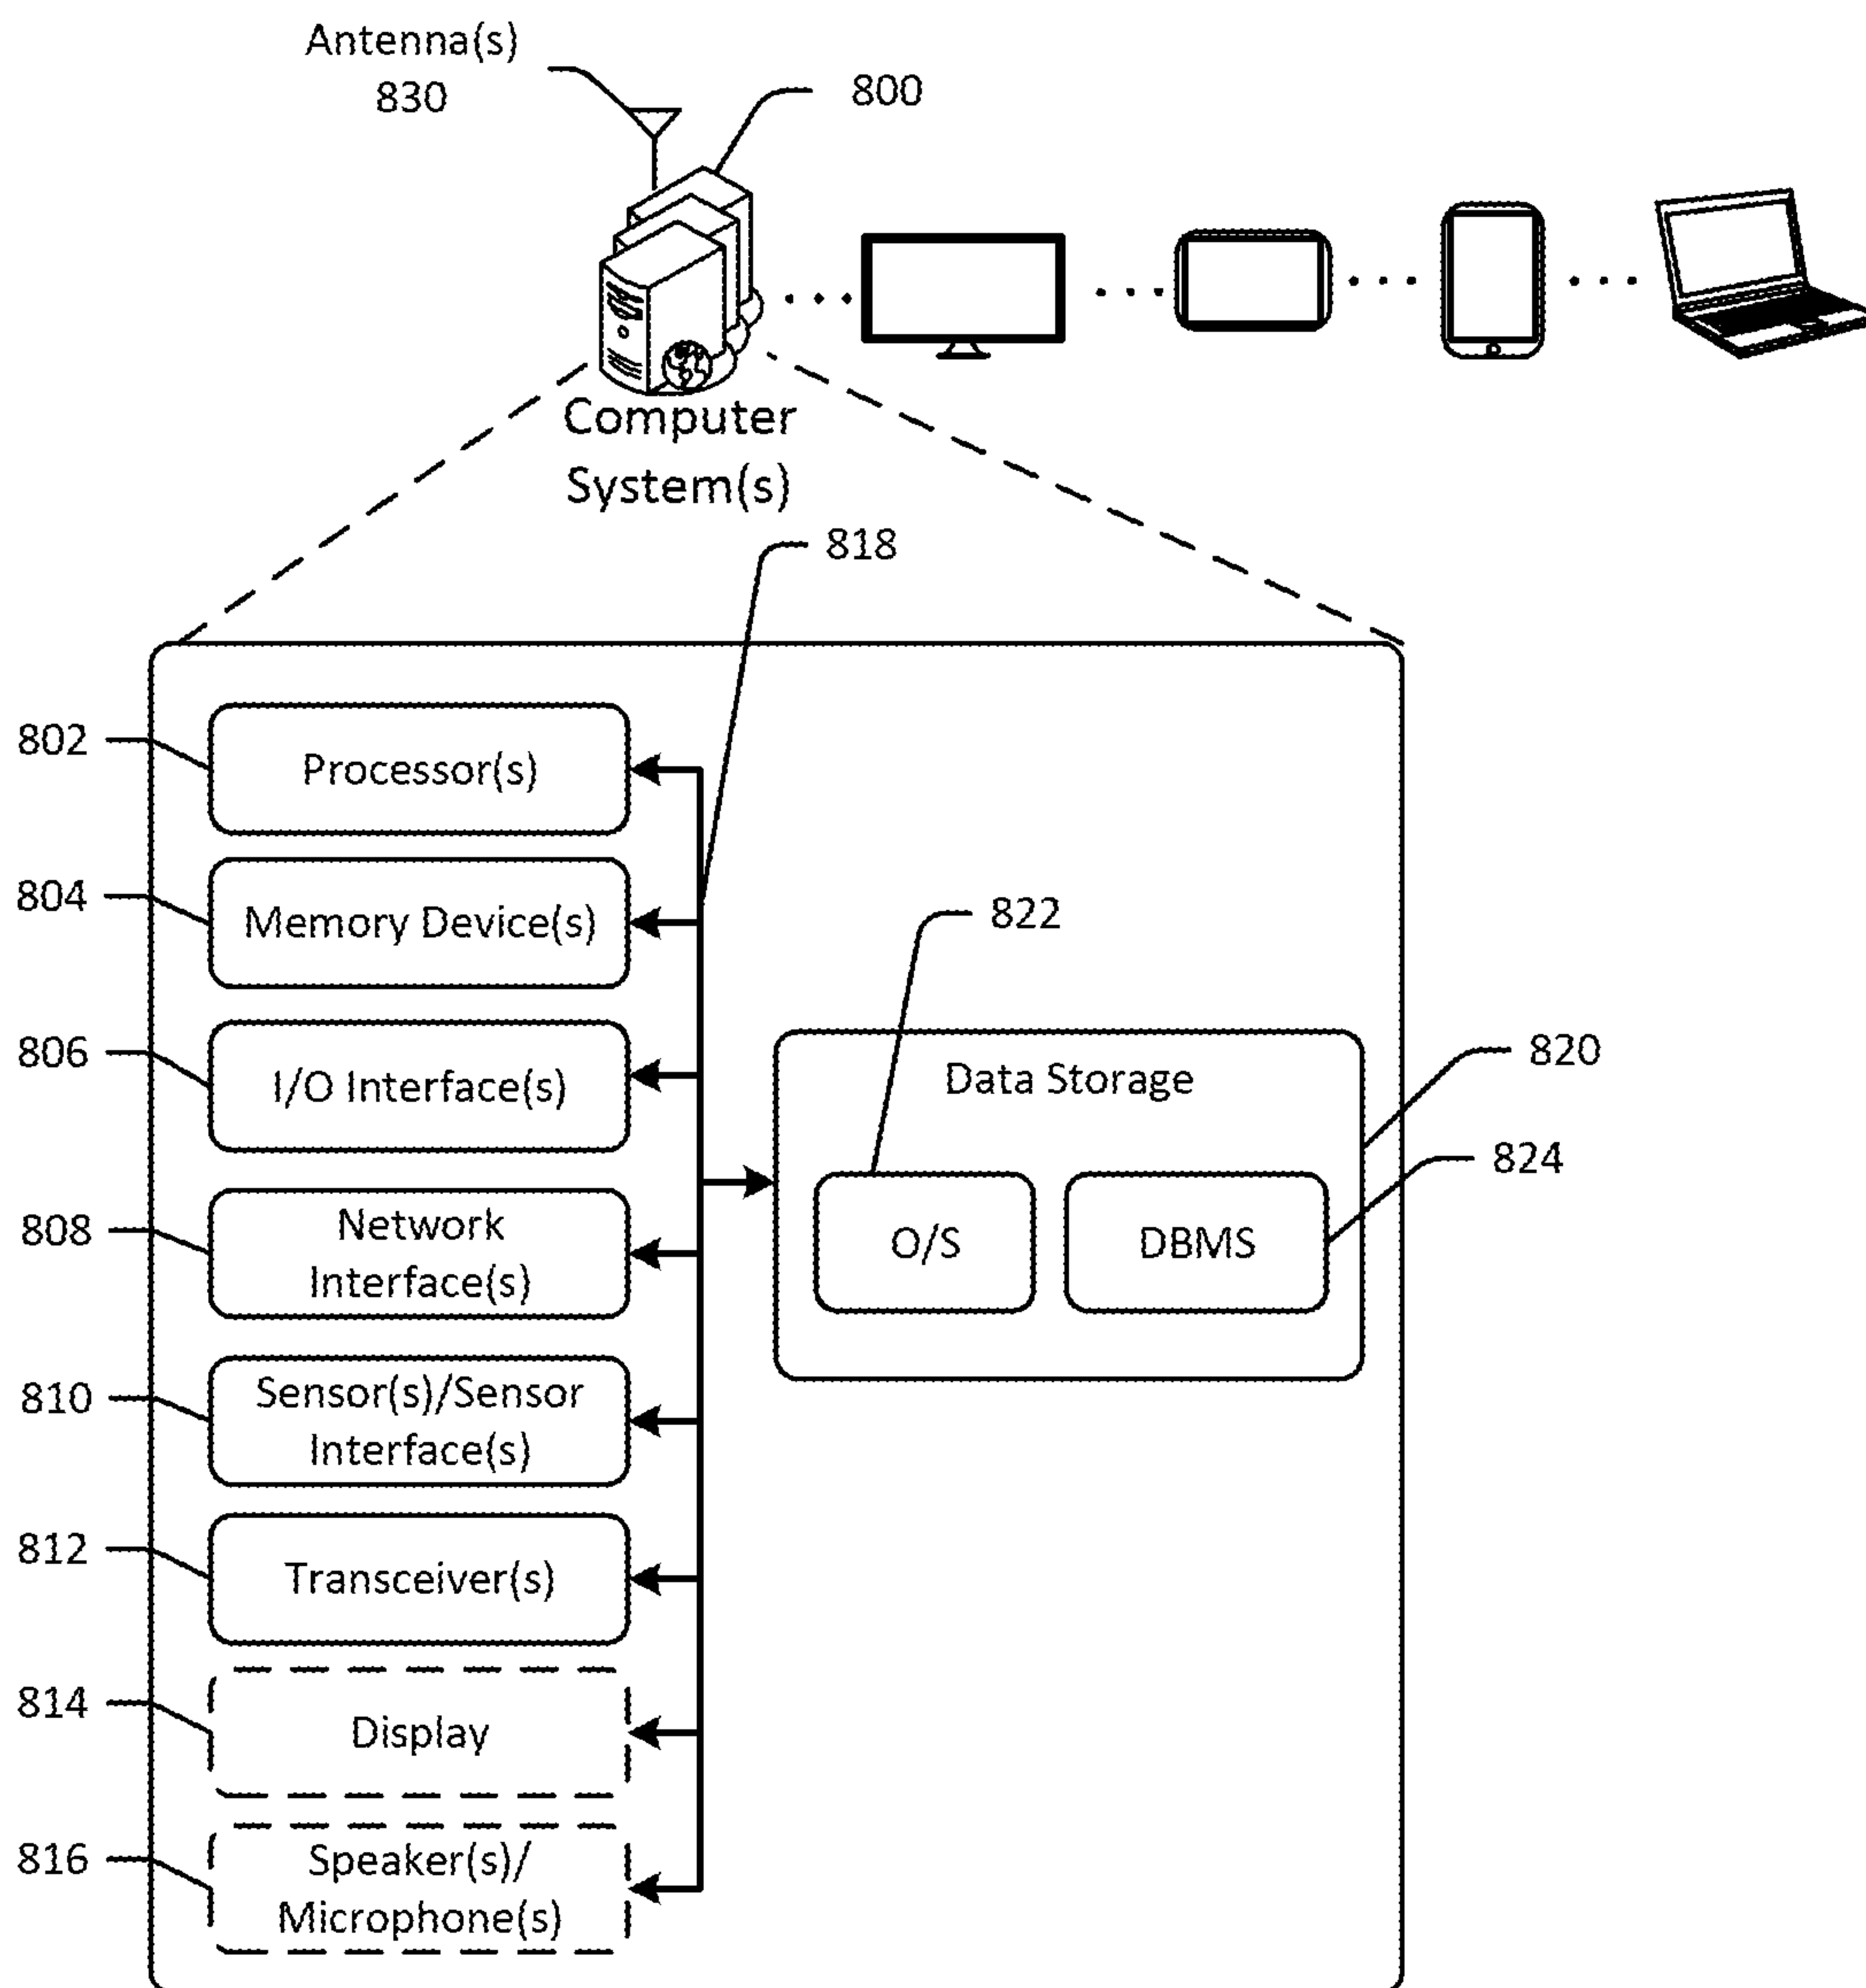 Antenna(s)
830
800
Computer
System(s)
818
802
Processor(s)
804
Memory Device(s)
822
806
I/O Interface(s)
820
Data Storage
824
808
Network
Interface(s)
O/S
DBMS
810
Sensor(s)/Sensor
Interface(s)
812
Transceiver(s)
814
Display
816
Speaker(s)/
Microphone(s)